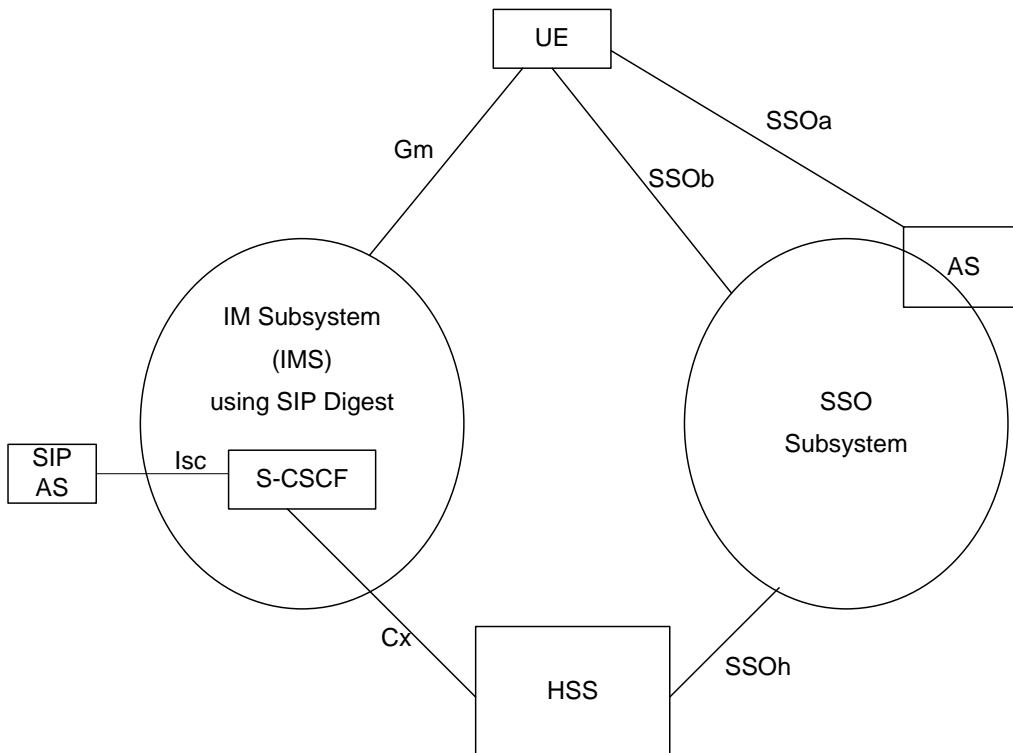 UE
SSOa
Gm
SSOb
AS
IM Subsystem
(IMS)
using SIP Digest
SSO
Subsystem
SIP
AS
Isc
S-CSCF
Cx
HSS
SSOh